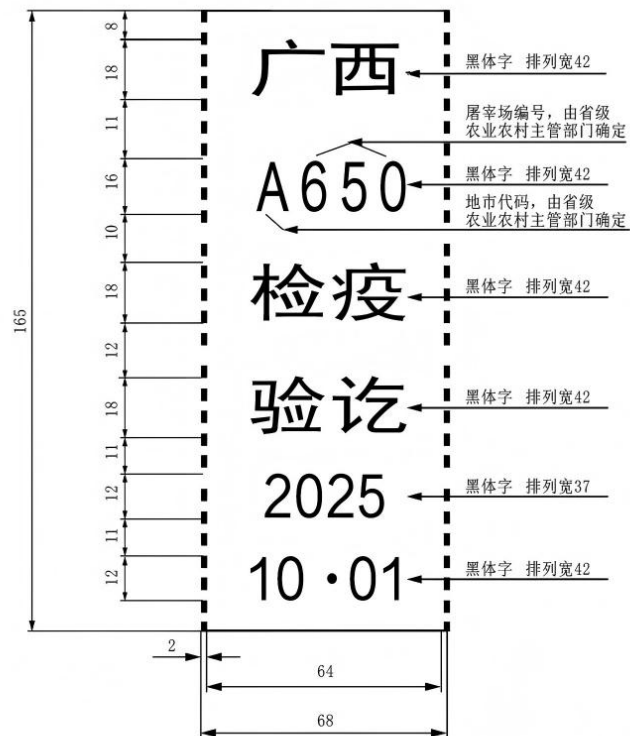 广西
黑体字 排列宽42
屠宰场编号，由省级
农业农村主管部门确定
A650
黑体字 排列宽42
地市代码，由省级
农业农村主管部门确定
检疫
黑体字 排列宽42
验讫
黑体字 排列宽42
2025
黑体字 排列宽37
10·01
黑体字 排列宽42
165
8
18
11
16
10
18
12
18
11
12
11
12
2
64
68